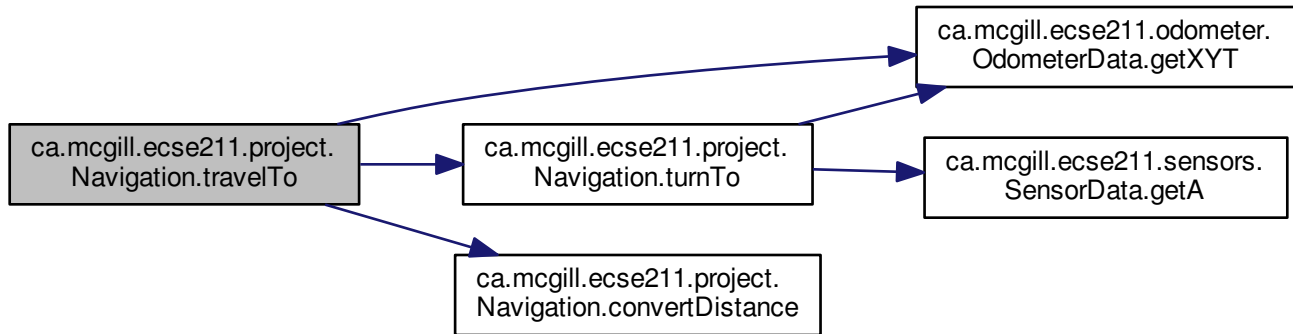 ca.mcgill.ecse211.project.
Navigation.travelTo
ca.mcgill.ecse211.project.
Navigation.turnTo
ca.mcgill.ecse211.project.
Navigation.convertDistance
ca.mcgill.ecse211.odometer.
OdometerData.getXYT
ca.mcgill.ecse211.sensors.
SensorData.getA